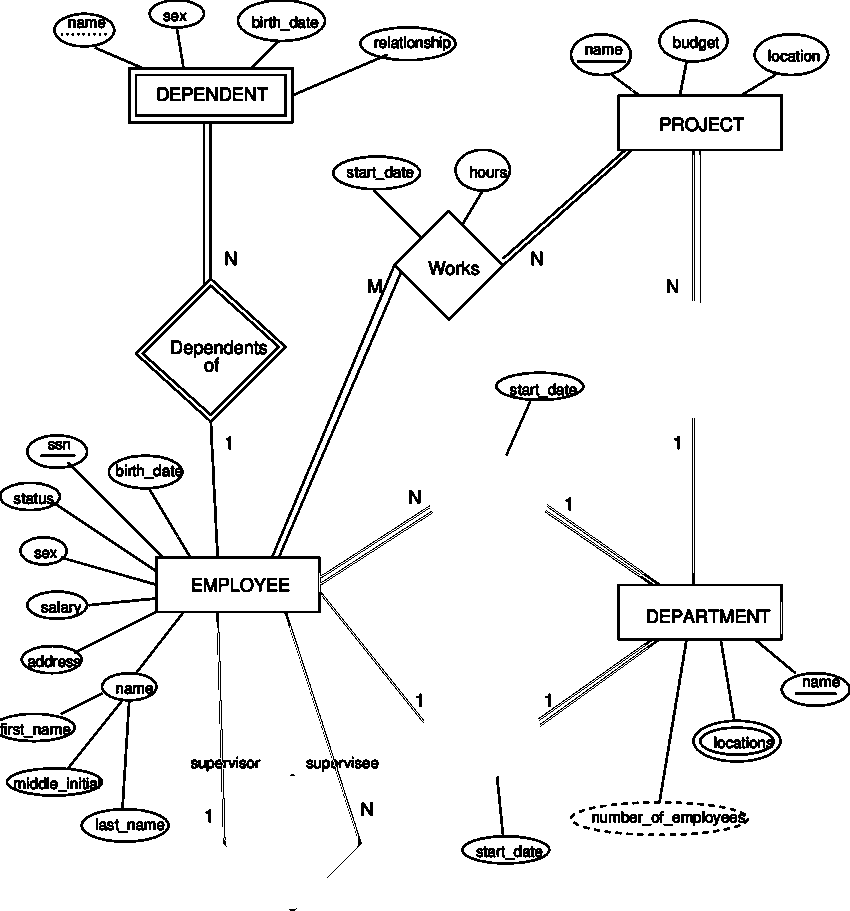 name
sex
birth_date
relationship
DEPENDENT
name
budget
location
PROJECT
start_date
hours
Works
N
M
N
N
Dependents
of
start_date
1
1
ssn
birth_date
status
N
1
sex
EMPLOYEE
salary
DEPARTMENT
address
name
name
1
1
first_name
locations
supervisor
supervisee
middle_initial
1
N
last_name
number_of_employees
start_date